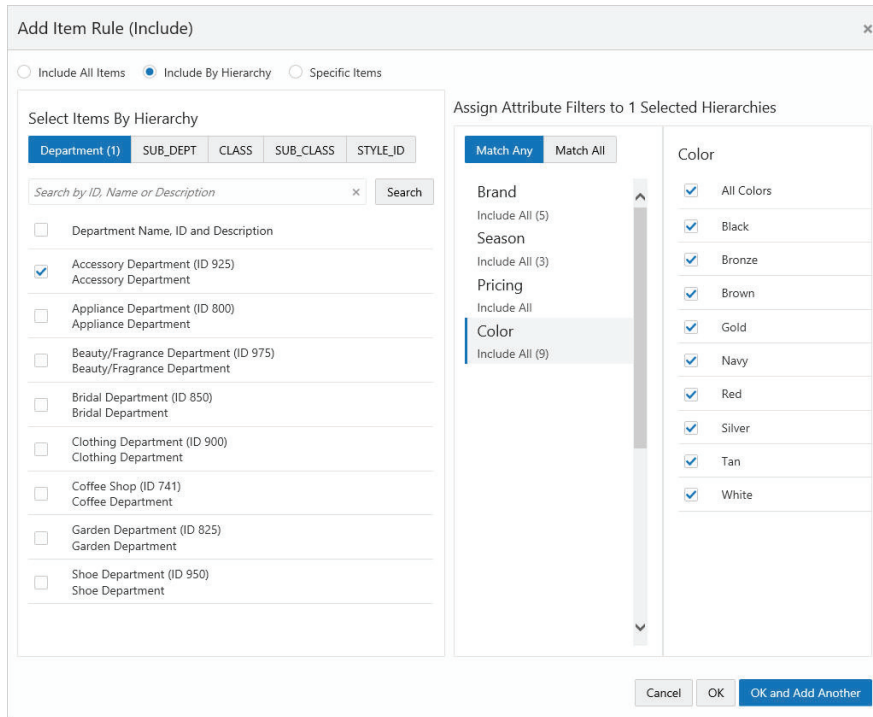 Add Item Rule (Include)
Include All Items
Include By Hierarchy
Specific Items
Select Items By Hierarchy
Department (1)
SUB_DEPT
CLASS
SUB_CLASS
STYLE_ID
Search by ID, Name or Description
Search
Department Name, ID and Description
Accessory Department (ID 925)
Accessory Department
Appliance Department (ID 800)
Appliance Department
Beauty/Fragrance Department (ID 975)
Beauty/Fragrance Department
Bridal Department (ID 850)
Bridal Department
Clothing Department (ID 900)
Clothing Department
Coffee Shop (ID 741)
Coffee Department
Garden Department (ID 825)
Garden Department
Shoe Department (ID 950)
Shoe Department
Assign Attribute Filters to 1 Selected Hierarchies
Match Any
Match All
Brand
Include All (5)
Season
Include All (3)
Pricing
Include All
Color
Include All (9)
Color
All Colors
Black
Bronze
Brown
Gold
Navy
Red
Silver
Tan
White
Cancel
OK
OK and Add Another